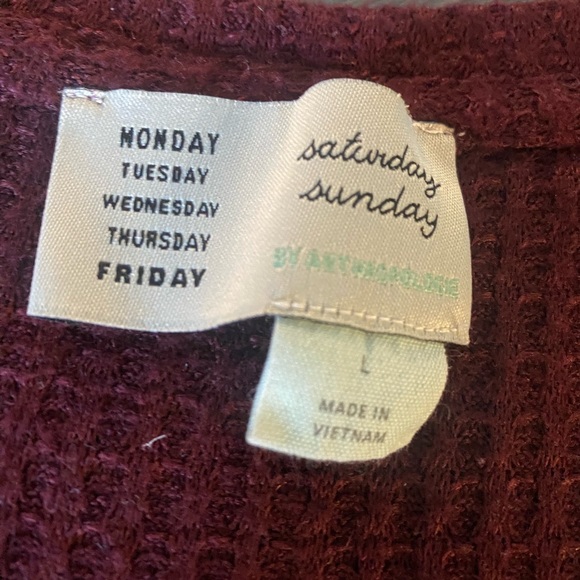 MONDAY
TUESDAY
WEDNESDAY
THURSDAY
FRIDAY
saturday
sunday
BY ANTHROPOLOGIE
L
MADE IN
VIETNAM